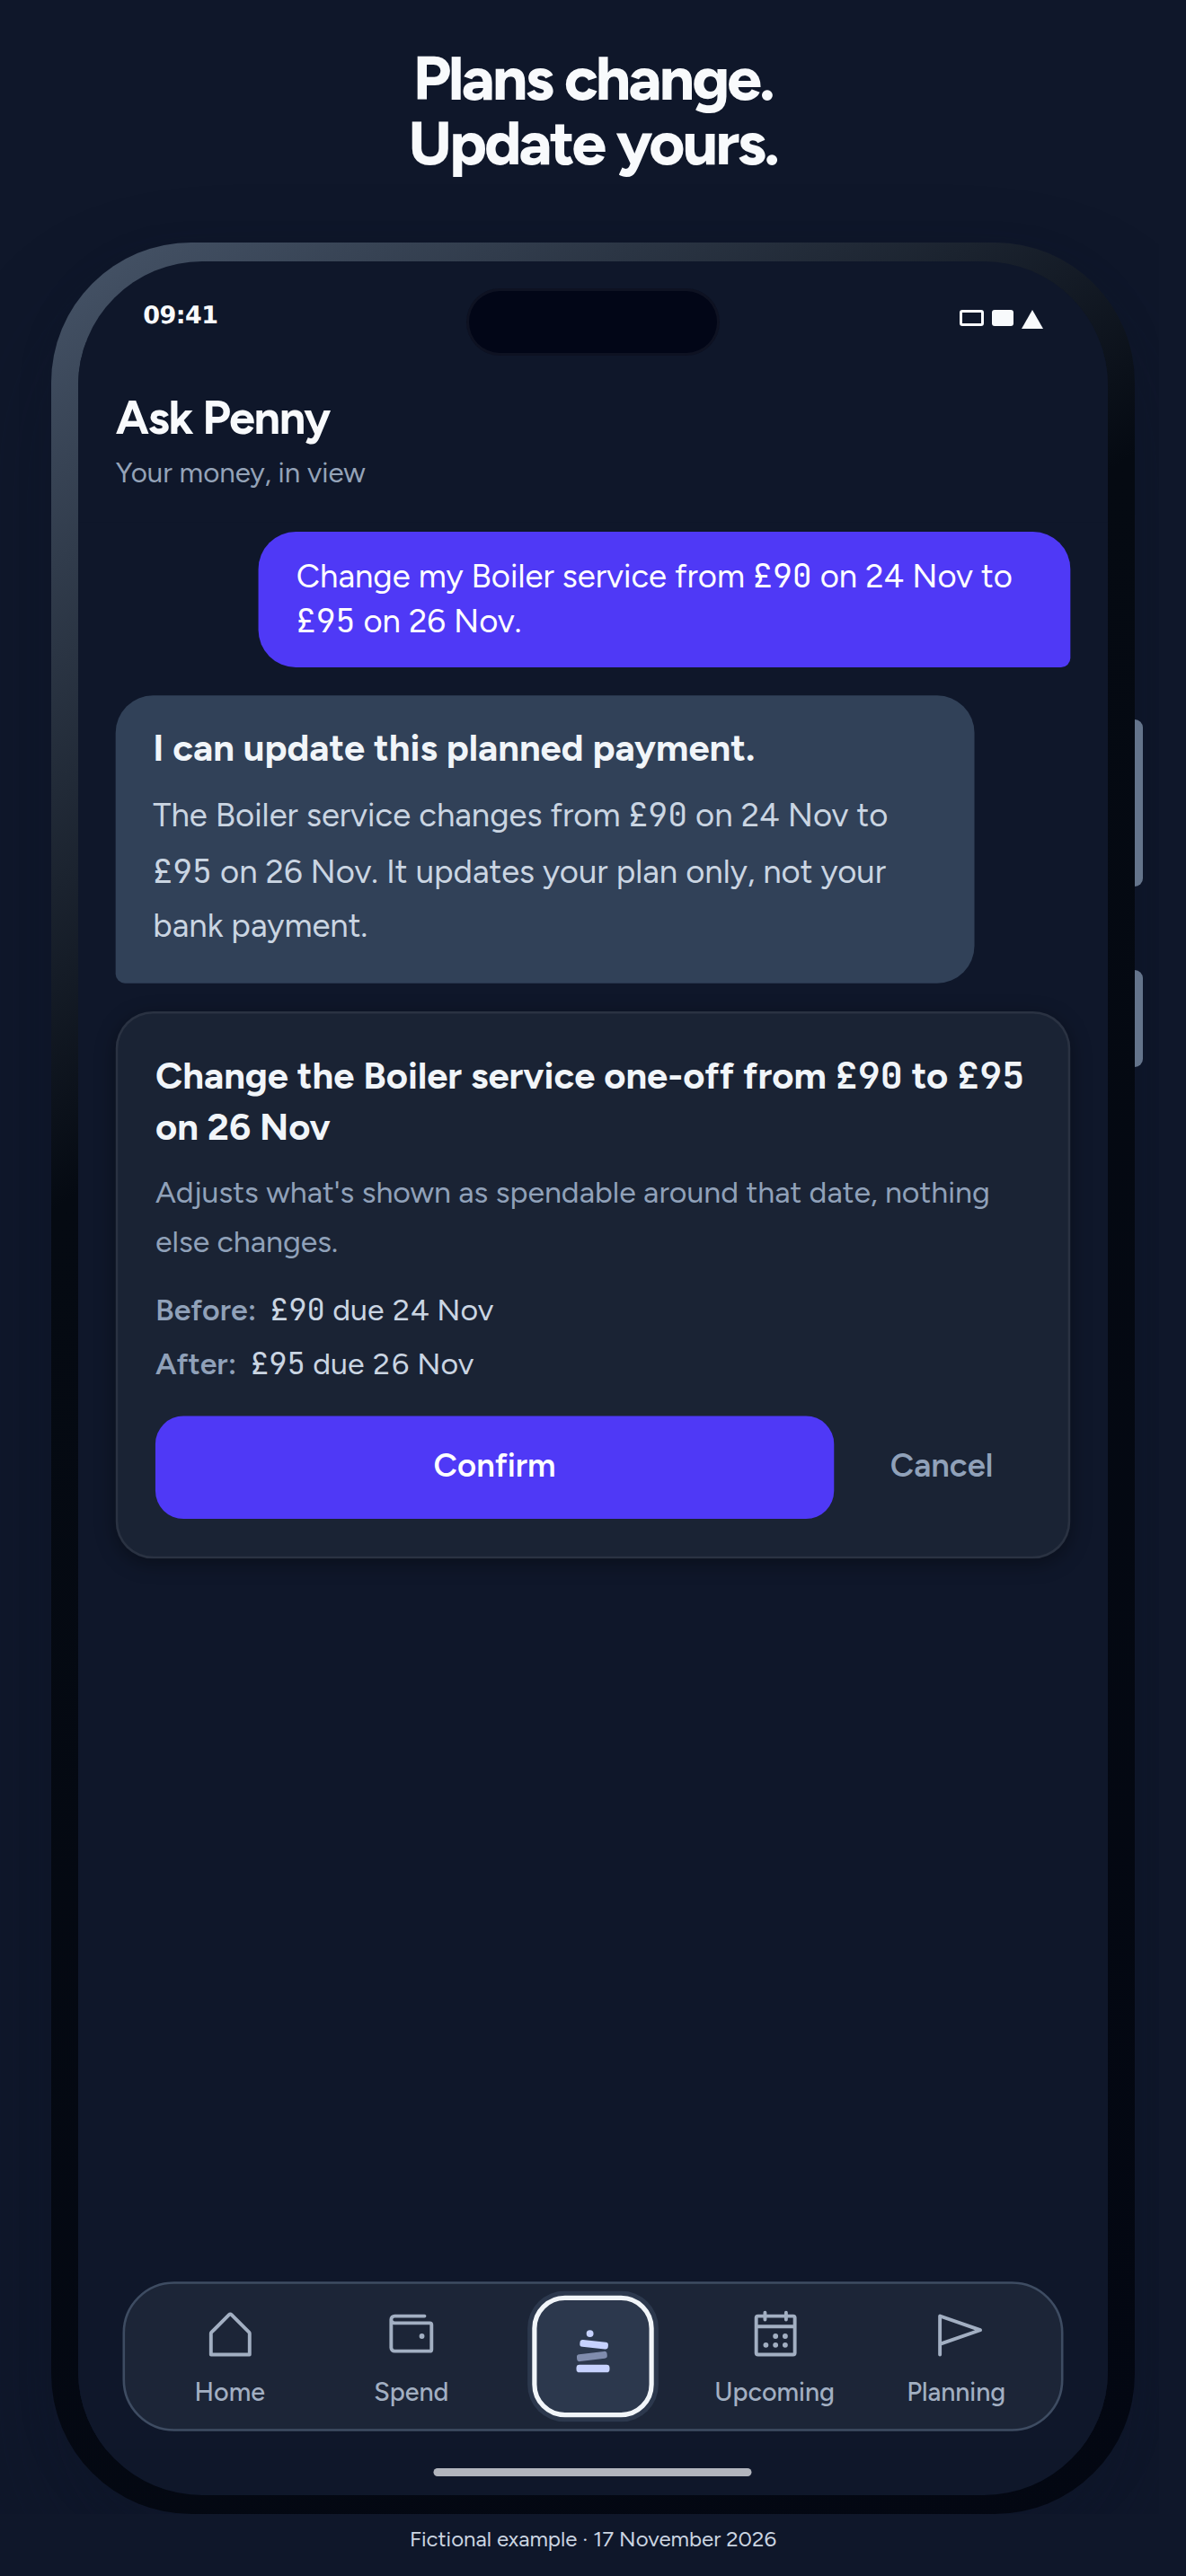 Plans change.
Update yours.
09:41
Ask Penny
Your money, in view
Change my Boiler service from £90 on 24 Nov to
£95 on 26 Nov.
I can update this planned payment.
The Boiler service changes from £90 on 24 Nov to
£95 on 26 Nov. It updates your plan only, not your
bank payment.
Change the Boiler service one-off from £90 to £95
on 26 Nov
Adjusts what's shown as spendable around that date, nothing
else changes.
Before: £90 due 24 Nov
After: £95 due 26 Nov
Confirm Cancel
Home Spend Upcoming Planning
Fictional example · 17 November 2026